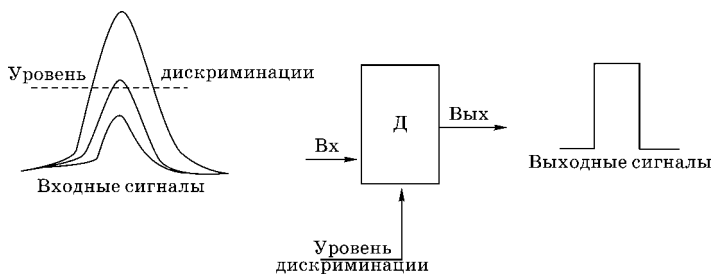 Уровень дискриминации
Входные сигналы
Вх
Д
Вых
Уровень
дискриминации
Выходные сигналы